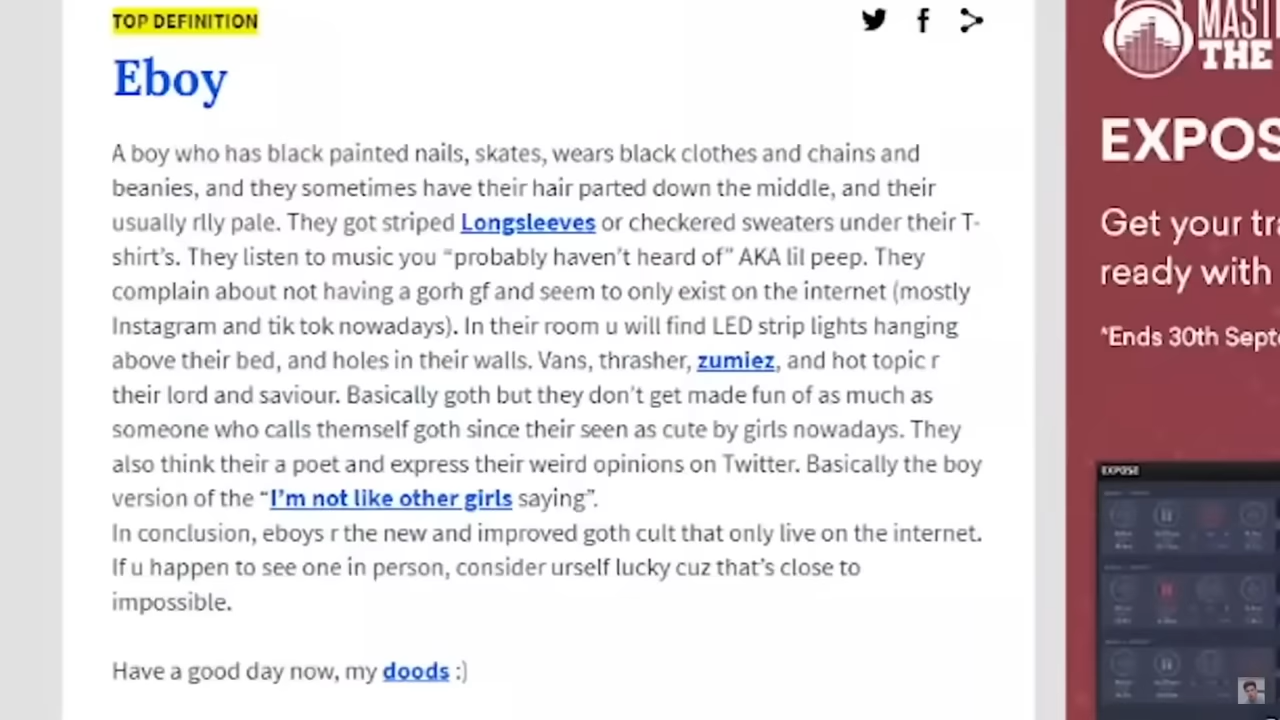 TOP DEFINITION
Eboy
A boy who has black painted nails, skates, wears black clothes and chains and
beanies, and they sometimes have their hair parted down the middle, and their
usually rlly pale. They got striped Longsleeves or checkered sweaters under their T-
shirt’s. They listen to music you “probably haven’t heard of” AKA lil peep. They
complain about not having a gorh gf and seem to only exist on the internet (mostly
Instagram and tik tok nowadays). In their room u will find LED strip lights hanging
above their bed, and holes in their walls. Vans, thrasher, zumiez, and hot topic r
their lord and saviour. Basically goth but they don’t get made fun of as much as
someone who calls themself goth since their seen as cute by girls nowadays. They
also think their a poet and express their weird opinions on Twitter. Basically the boy
version of the “I’m not like other girls saying”.
In conclusion, eboys r the new and improved goth cult that only live on the internet.
If u happen to see one in person, consider urself lucky cuz that’s close to
impossible.
Have a good day now, my doods :)
THE
EXPOS
Get your tra
ready with
*Ends 30th Septe
EXPOSE